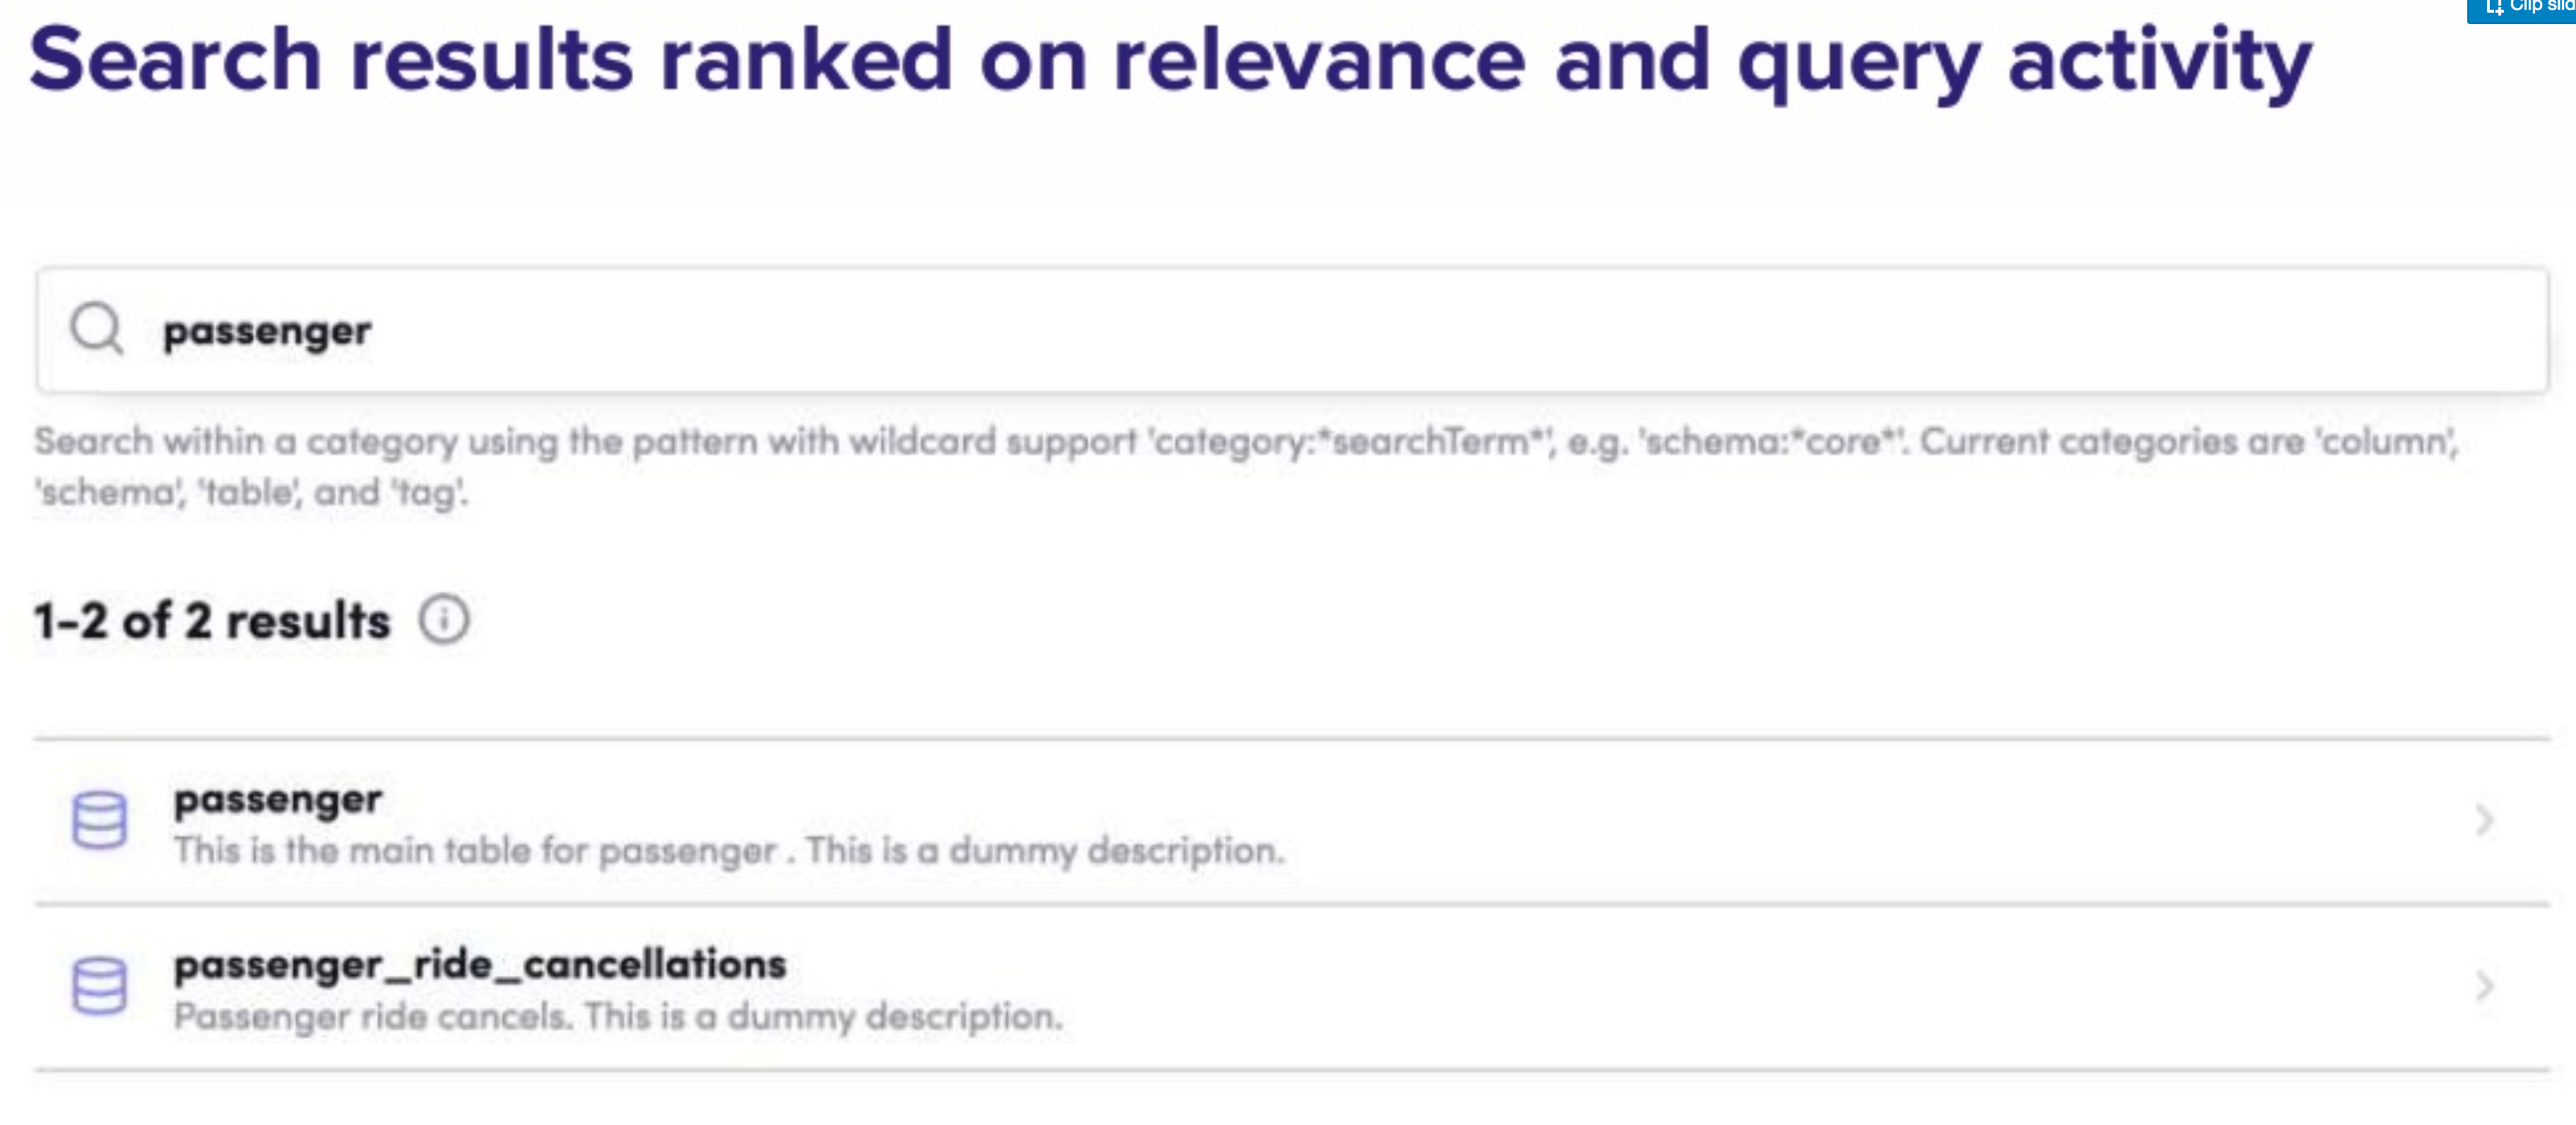 Clip
Search results ranked on relevance and query activity
passenger
Search within a category using the pattern with wildcard support 'category:*searchTerm*', e.g. 'schema:*core*'. Current categories are 'column',
'schema', 'table', and 'tag'.
1-2 of 2 results
passenger
This is the main table for passenger . This is a dummy description.
passenger_ride_cancellations
Passenger ride cancels. This is a dummy description.